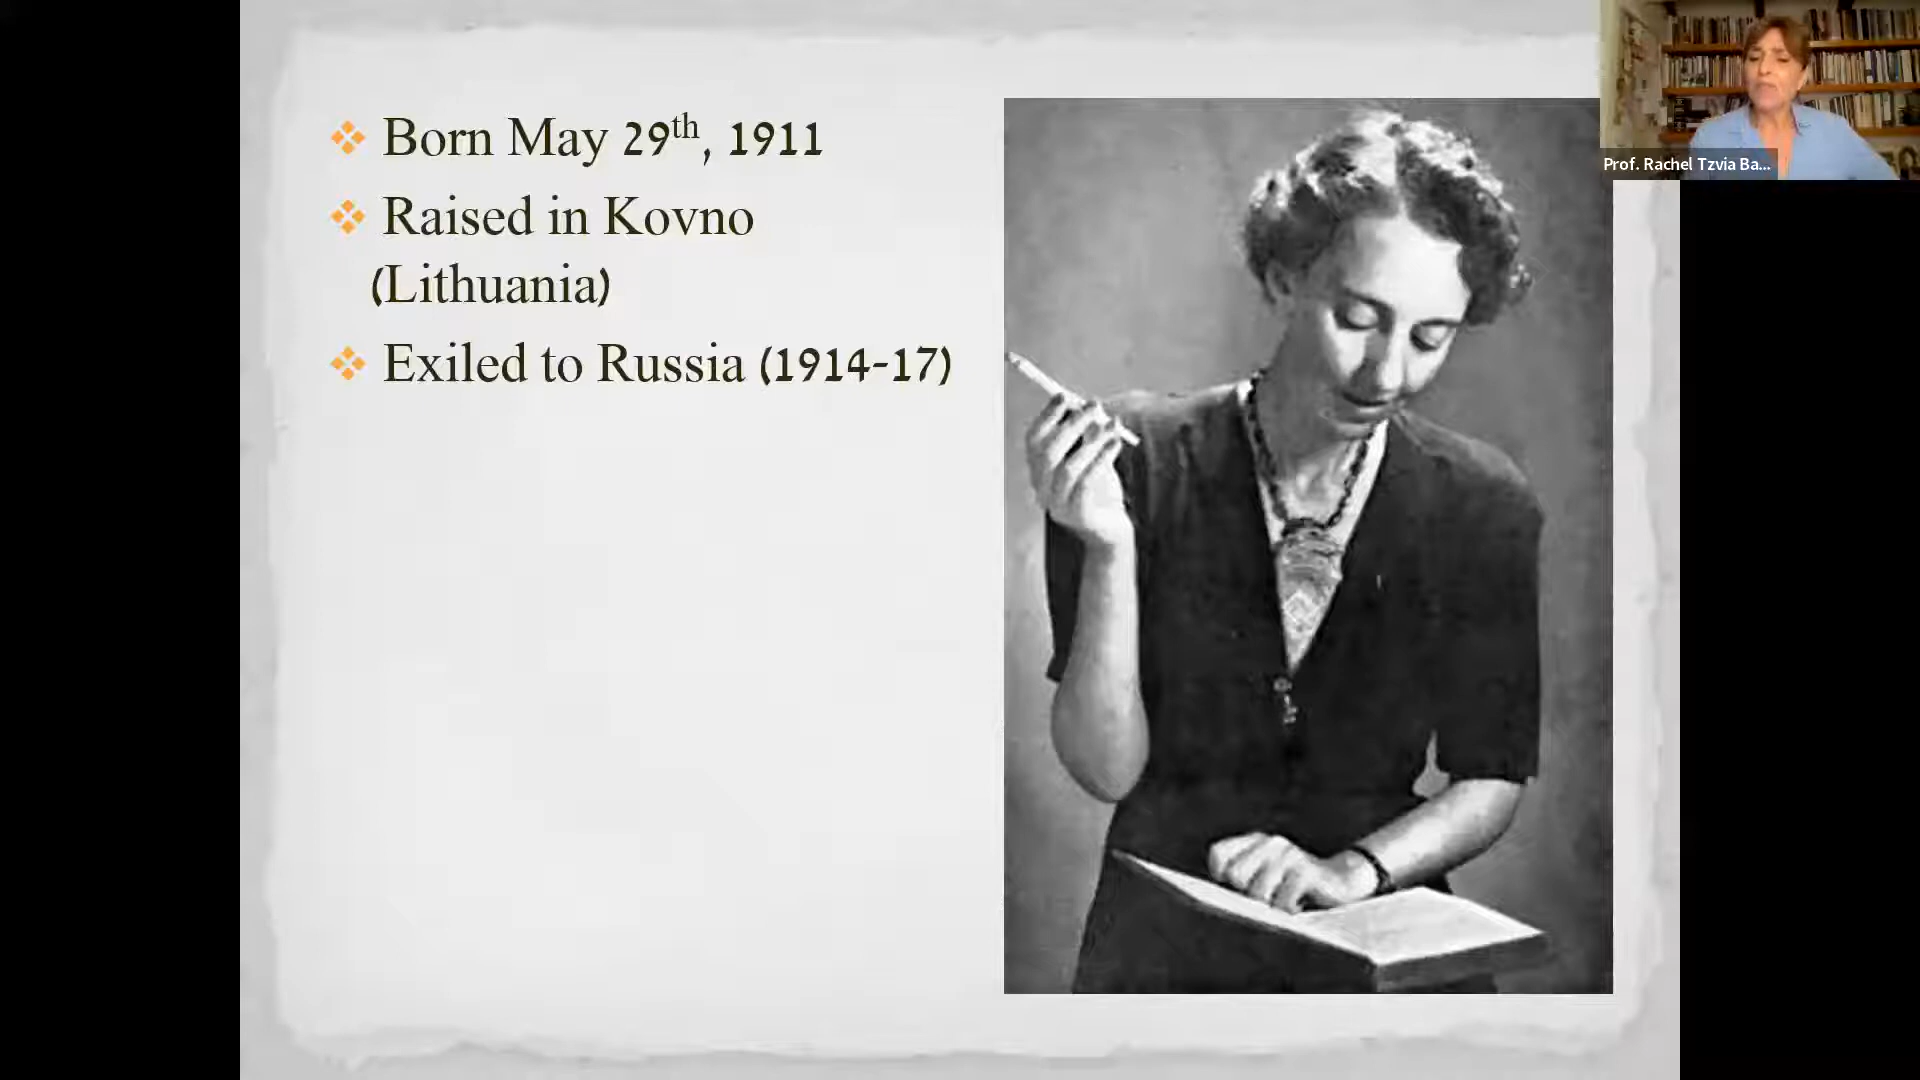 Born May 29th, 1911
Raised in Kovno
(Lithuania)
Exiled to Russia (1914-17)
Prof. Rachel Tzvia Ba...